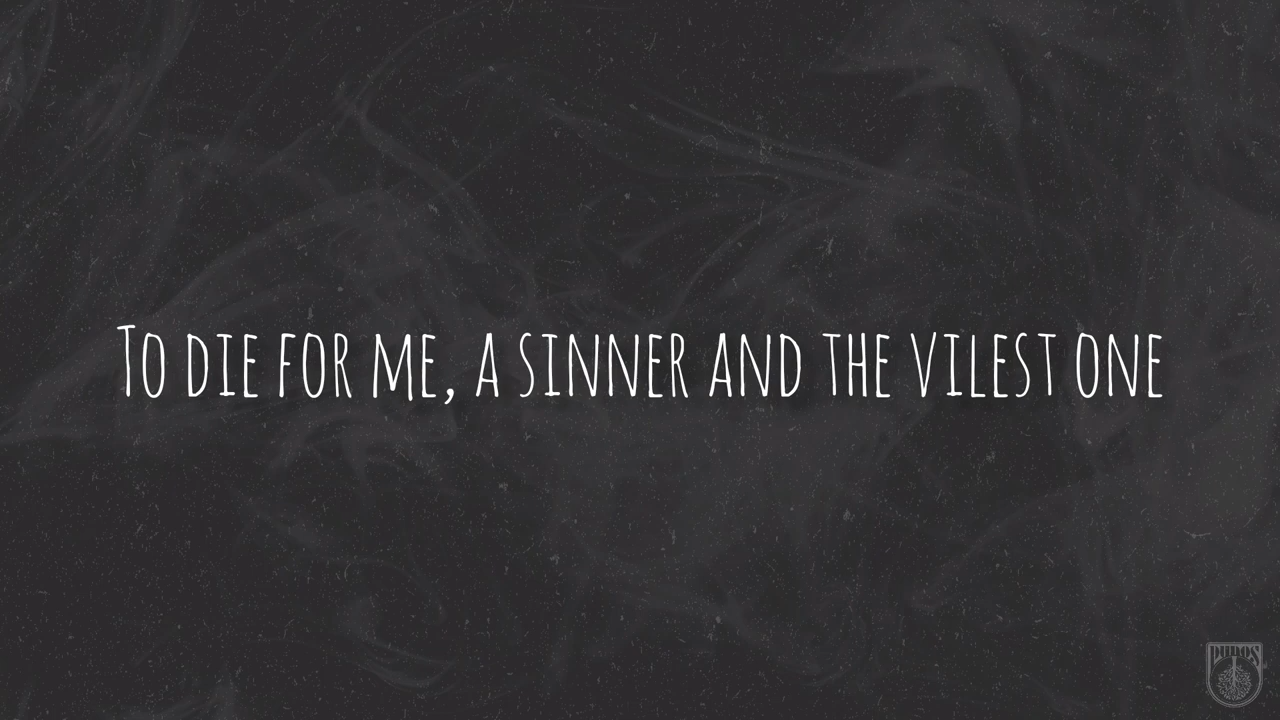 To die for me, a sinner and the vilest one